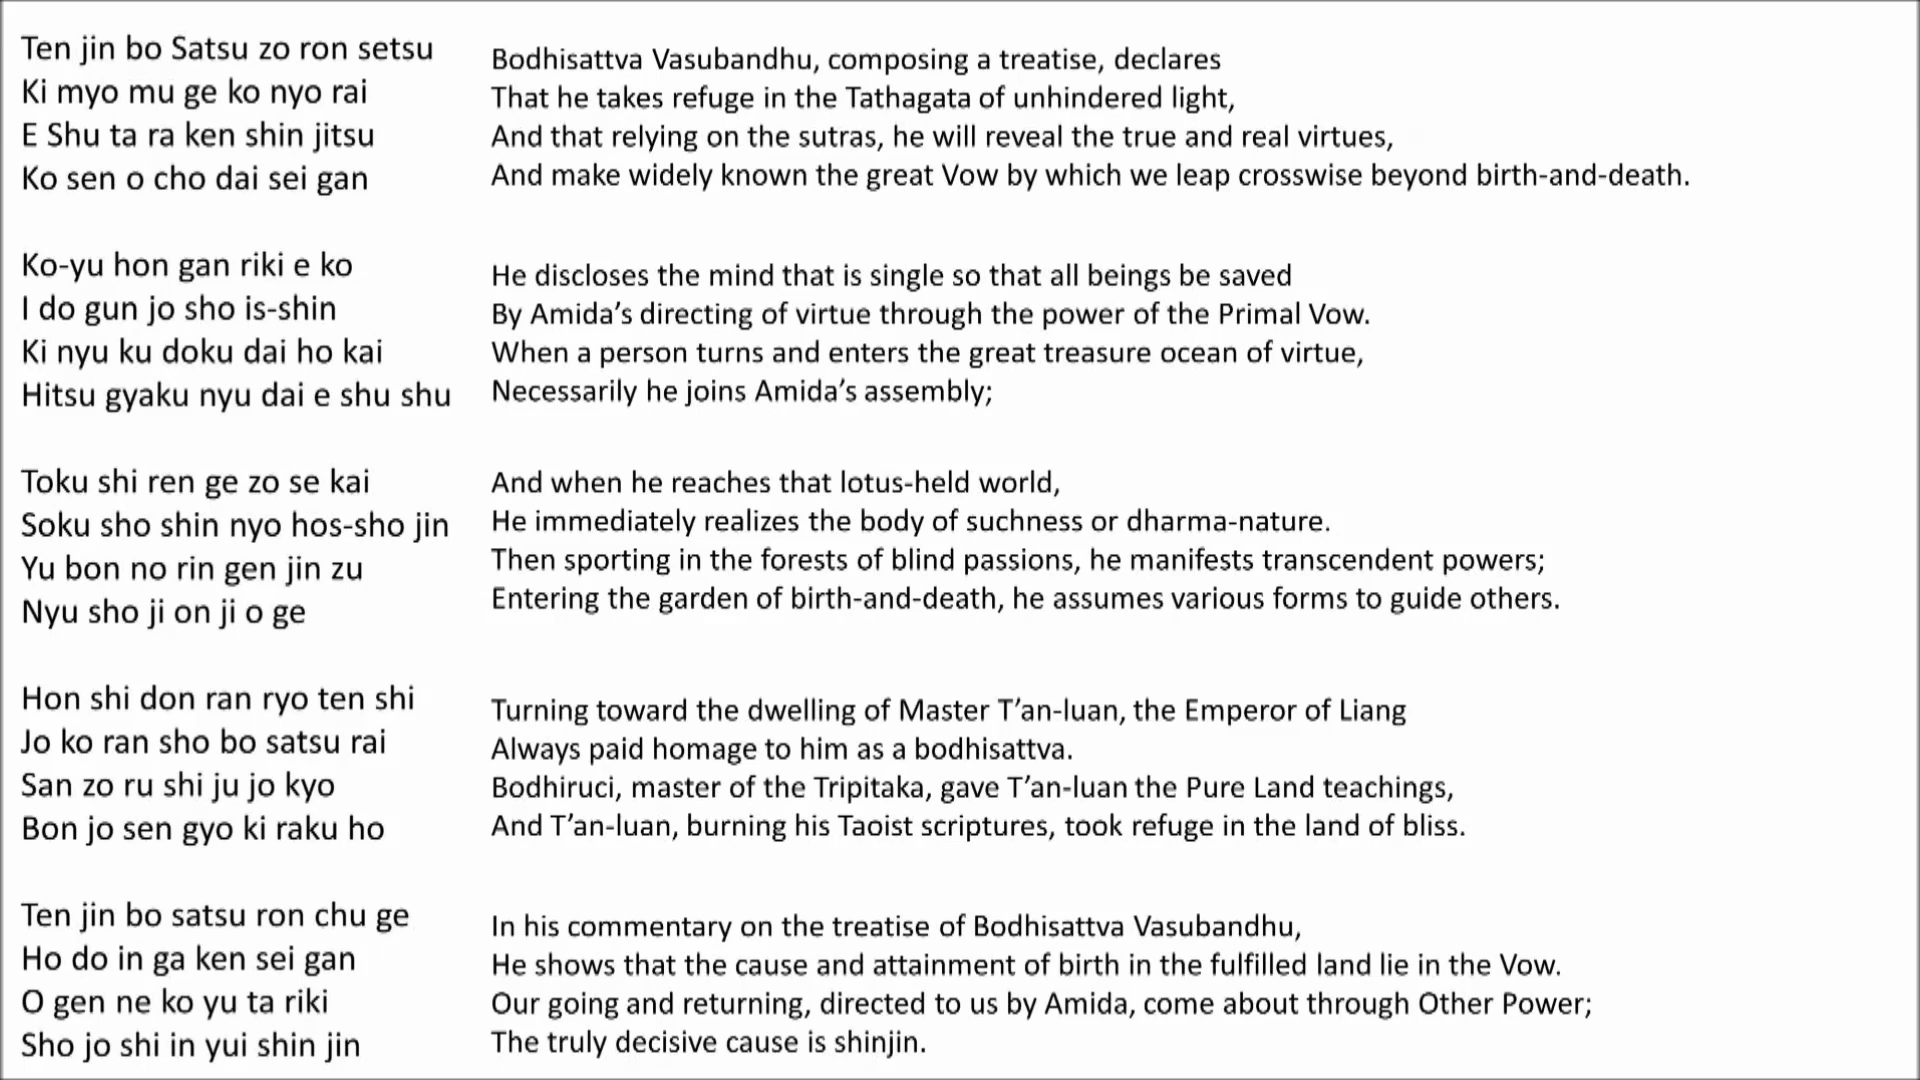 Ten jin bo Satsu zo ron setsu
Ki myo mu ge ko nyo rai
E Shu ta ra ken shin jitsu
Ko sen o cho dai sei gan
Bodhisattva Vasubandhu, composing a treatise, declares
That he takes refuge in the Tathagata of unhindered light,
And that relying on the sutras, he will reveal the true and real virtues,
And make widely known the great Vow by which we leap crosswise beyond birth-and-death.
Ko-yu hon gan riki e ko
I do gun jo sho is-shin
Ki nyu ku doku dai ho kai
Hitsu gyaku nyu dai e shu shu
He discloses the mind that is single so that all beings be saved
By Amida’s directing of virtue through the power of the Primal Vow.
When a person turns and enters the great treasure ocean of virtue,
Necessarily he joins Amida’s assembly;
Toku shi ren ge zo se kai
Soku sho shin nyo hos-sho jin
Yu bon no rin gen jin zu
Nyu sho ji on ji o ge
And when he reaches that lotus-held world,
He immediately realizes the body of suchness or dharma-nature.
Then sporting in the forests of blind passions, he manifests transcendent powers;
Entering the garden of birth-and-death, he assumes various forms to guide others.
Hon shi don ran ryo ten shi
Jo ko ran sho bo satsu rai
San zo ru shi ju jo kyo
Bon jo sen gyo ki raku ho
Turning toward the dwelling of Master T’an-luan, the Emperor of Liang
Always paid homage to him as a bodhisattva.
Bodhiruci, master of the Tripitaka, gave T’an-luan the Pure Land teachings,
And T’an-luan, burning his Taoist scriptures, took refuge in the land of bliss.
Ten jin bo satsu ron chu ge
Ho do in ga ken sei gan
O gen ne ko yu ta riki
Sho jo shi in yui shin jin
In his commentary on the treatise of Bodhisattva Vasubandhu,
He shows that the cause and attainment of birth in the fulfilled land lie in the Vow.
Our going and returning, directed to us by Amida, come about through Other Power;
The truly decisive cause is shinjin.